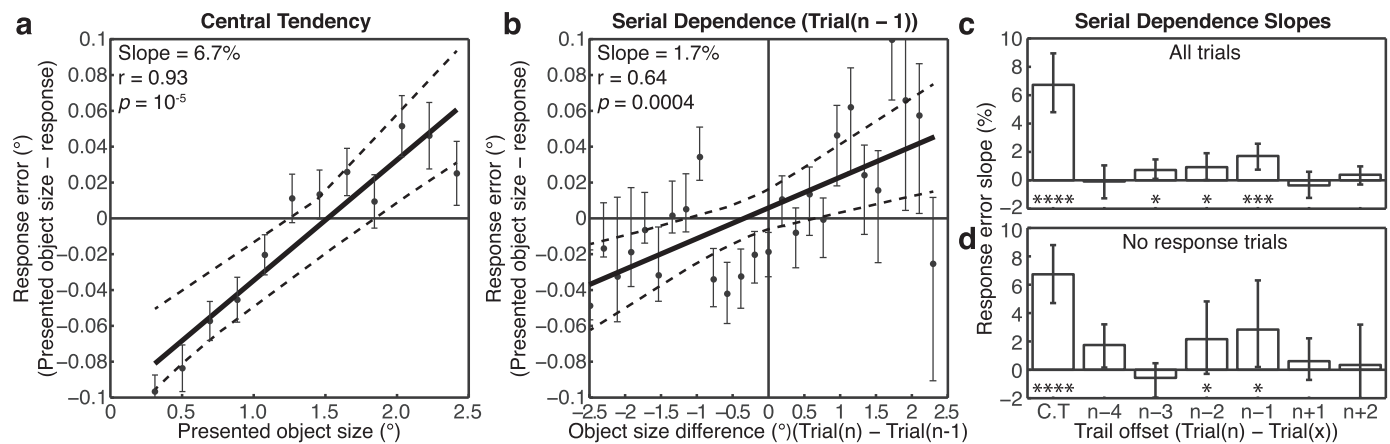 a
Central Tendency
Slope = 6.7%
r = 0.93
p = 10-5
0.1
0.08
0.06
0.04
0.02
0
−0.02
−0.04
−0.06
−0.08
−0.1
Response error (°)
(Presented object size − response)
0 0.5 1.0 1.5 2.0 2.5
Presented object size (°)
b
Serial Dependence (Trial(n − 1))
Slope = 1.7%
r = 0.64
p = 0.0004
0.1
0.08
0.06
0.04
0.02
0
−0.02
−0.04
−0.06
−0.08
−0.1
Response error (°)
(Presented object size − response)
−2.5 −2 −1.5 −1 −0.5 0 0.5 1 1.5 2 2.5
Object size difference (°)(Trial(n) − Trial(n-1)
c
Serial Dependence Slopes
All trials
10
8
6
4
2
0
−2
**** * * ***
Response error slope (%)
d
No response trials
10
8
6
4
2
0
−2
**** * *
C.T n−4 n−3 n−2 n−1 n+1 n+2
Trail offset (Trial(n) − Trial(x))